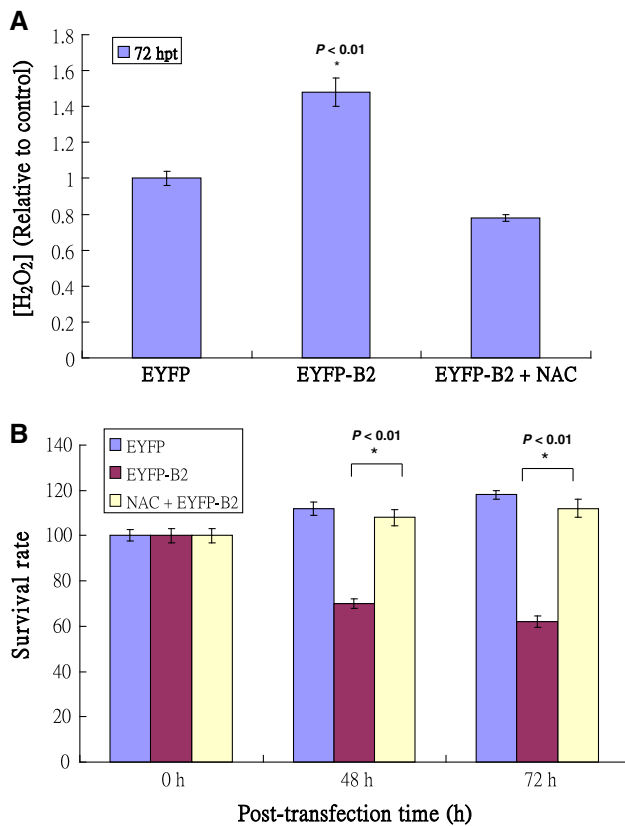 A
[H₂O₂] (Relative to control)
1.8
1.6
1.4
1.2
1
0.8
0.6
0.4
0.2
0
72 hpt
P < 0.01
*
EYFP
EYFP-B2
EYFP-B2 + NAC
B
Survival rate
140
120
100
80
60
40
20
0
EYFP
EYFP-B2
NAC + EYFP-B2
P < 0.01
*
P < 0.01
*
0 h
48 h
72 h
Post-transfection time (h)